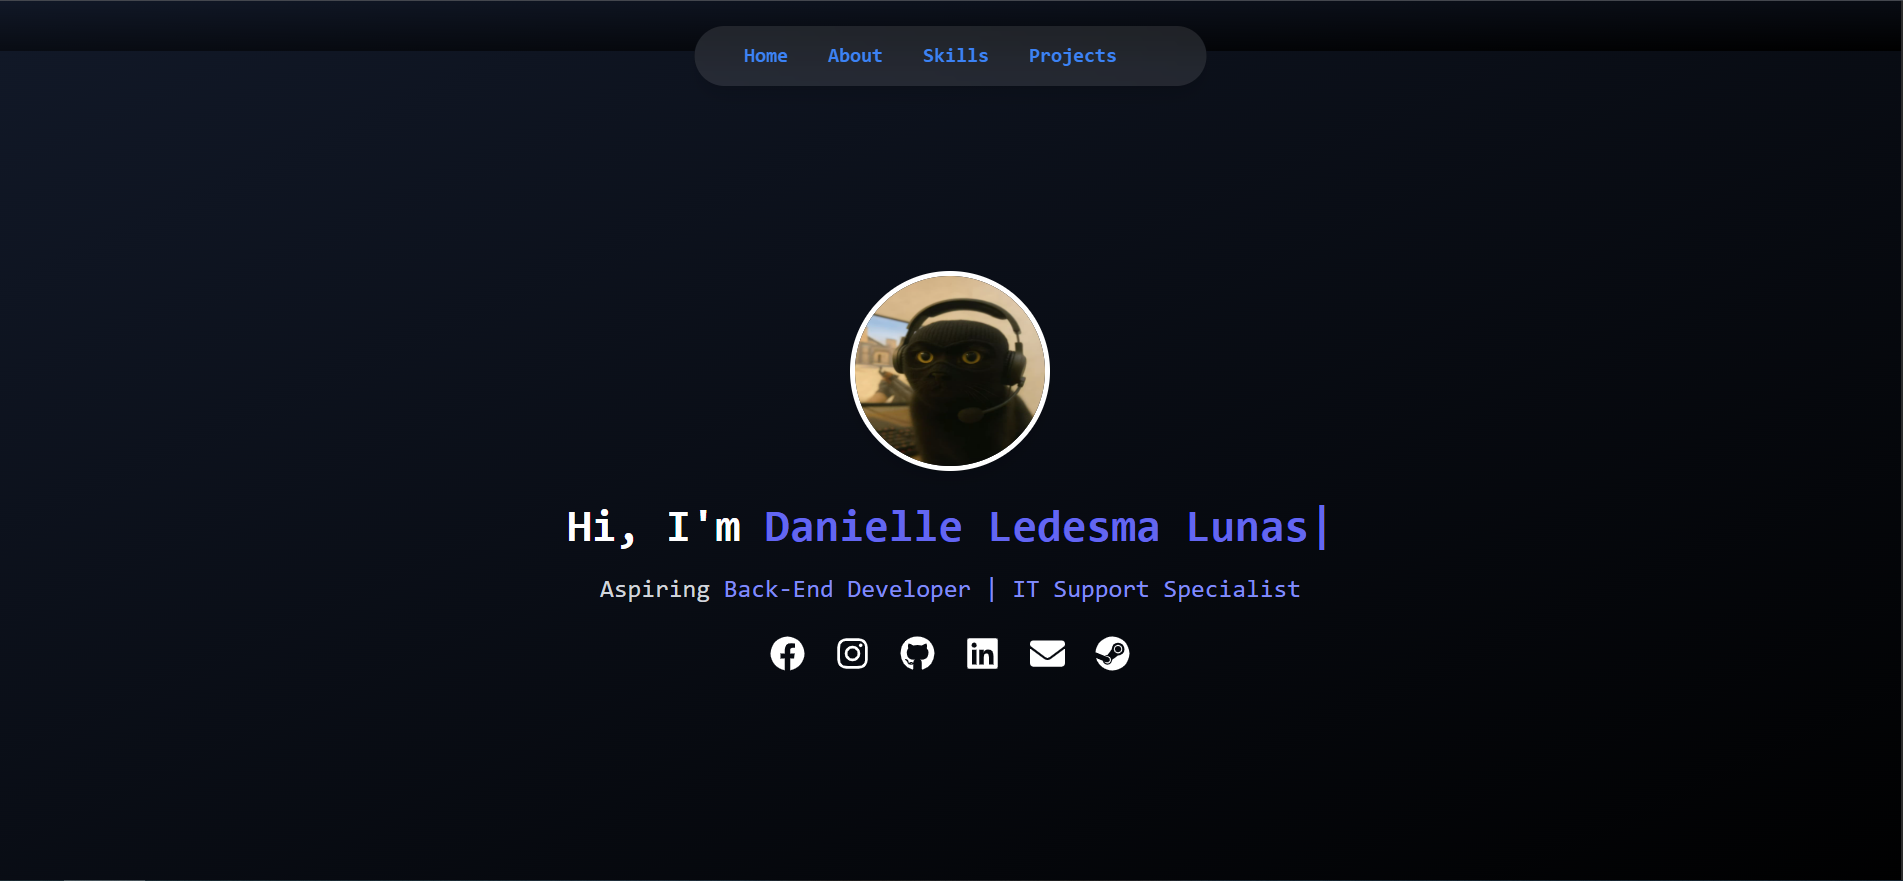 Home About Skills Projects
Hi, I'm Danielle Ledesma Lunas|
Aspiring Back-End Developer | IT Support Specialist